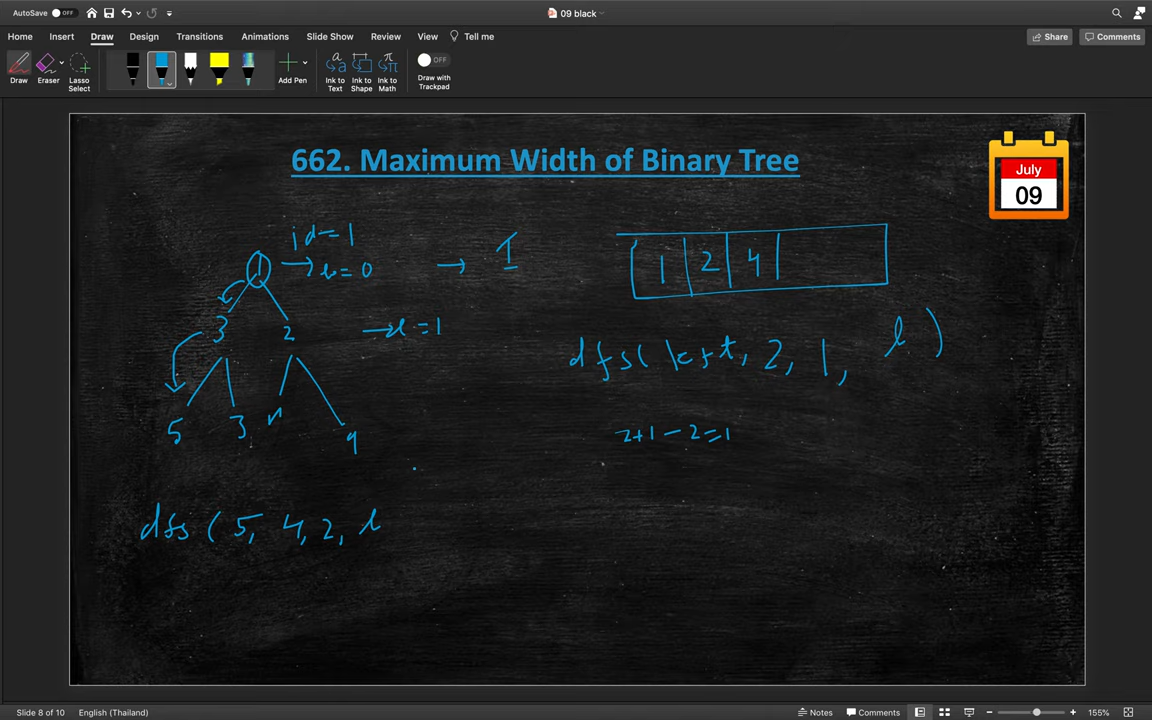 AutoSave OFF
09 black
Home Insert Draw Design Transitions Animations Slide Show Review View Tell me
Share Comments
Draw Eraser Lasso Select Add Pen Ink to Text Ink to Shape Ink to Math Draw with Trackpad
OFF
662. Maximum Width of Binary Tree
July
09
id = 1
1 → = 0 → 1
1 2 4
3 2 → = 1
dfs( , 2, 1, l )
5 3 n 9
2+1-2=1
dfs ( 5, 4, 2, l
Slide 8 of 10 English (Thailand)
Notes Comments 155%